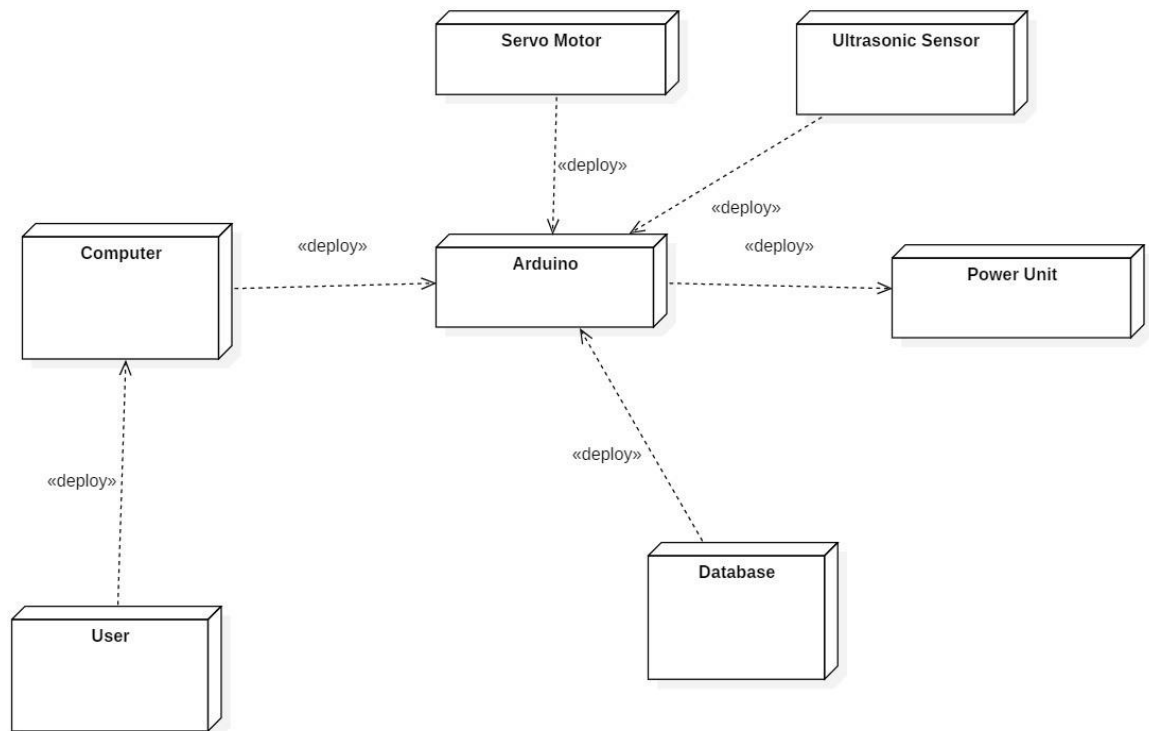 Servo Motor
Ultrasonic Sensor
«deploy»
«deploy»
Computer
«deploy»
Arduino
«deploy»
Power Unit
«deploy»
«deploy»
Database
User